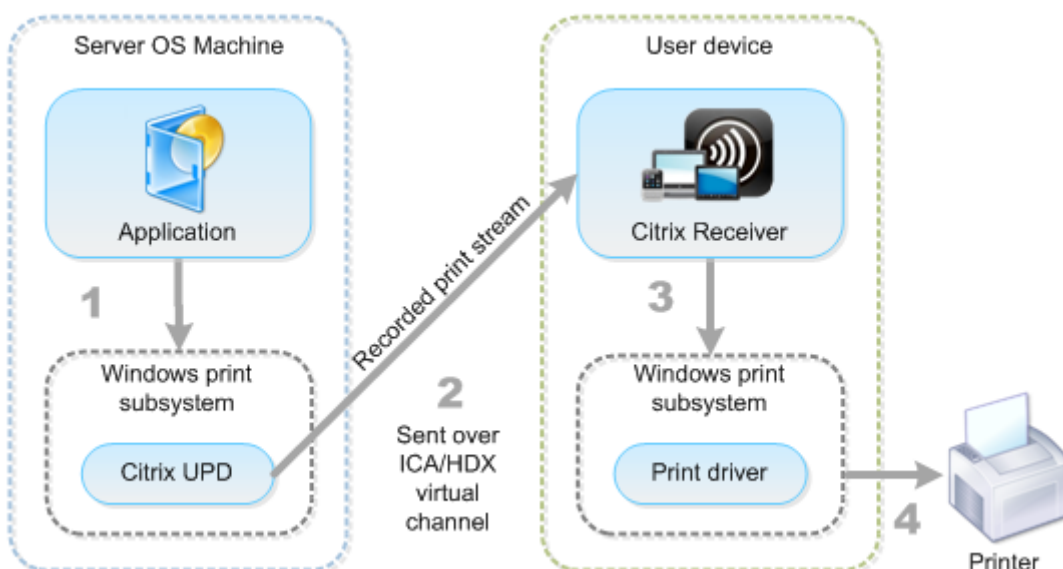 Server OS Machine
Application
1
Windows print
subsystem
Citrix UPD
Recorded print stream
2
Sent over
ICA/HDX
virtual
channel
User device
Citrix Receiver
3
Windows print
subsystem
Print driver
4
Printer